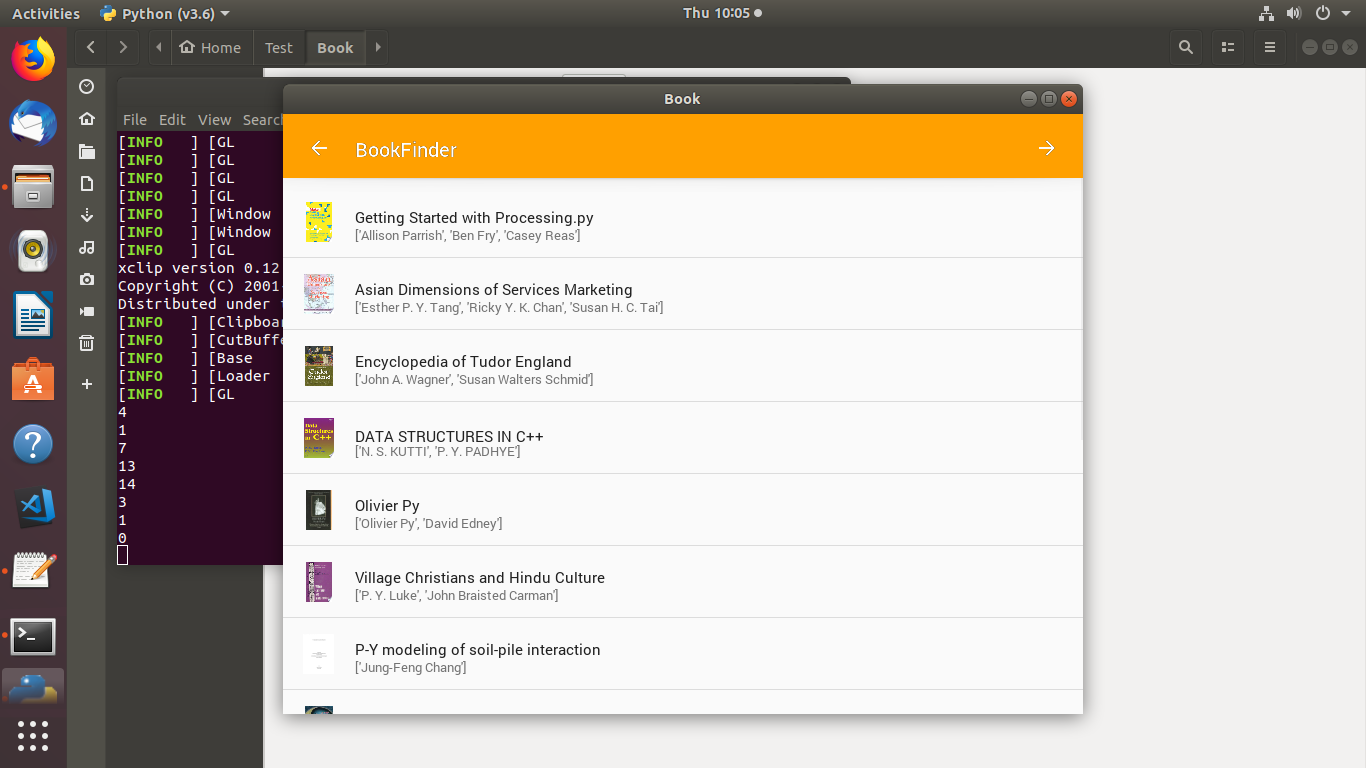 Activities Python (v3.6) Thu 10:05
Home Test Book
Book
File Edit View Search
BookFinder
[INFO ] [GL
[INFO ] [GL
[INFO ] [GL
[INFO ] [GL
[INFO ] [Window
[INFO ] [Window
[INFO ] [GL
xclip version 0.12
Copyright (C) 2001-
Distributed under
[INFO ] [Clipboar
[INFO ] [CutBuffe
[INFO ] [Base
[INFO ] [Loader
[INFO ] [GL
4
1
7
13
14
3
1
0
Getting Started with Processing.py
['Allison Parrish', 'Ben Fry', 'Casey Reas']
Asian Dimensions of Services Marketing
['Esther P. Y. Tang', 'Ricky Y. K. Chan', 'Susan H. C. Tai']
Encyclopedia of Tudor England
['John A. Wagner', 'Susan Walters Schmid']
DATA STRUCTURES IN C++
['N. S. KUTTI', 'P. Y. PADHYE']
Olivier Py
['Olivier Py', 'David Edney']
Village Christians and Hindu Culture
['P. Y. Luke', 'John Braisted Carman']
P-Y modeling of soil-pile interaction
['Jung-Feng Chang']